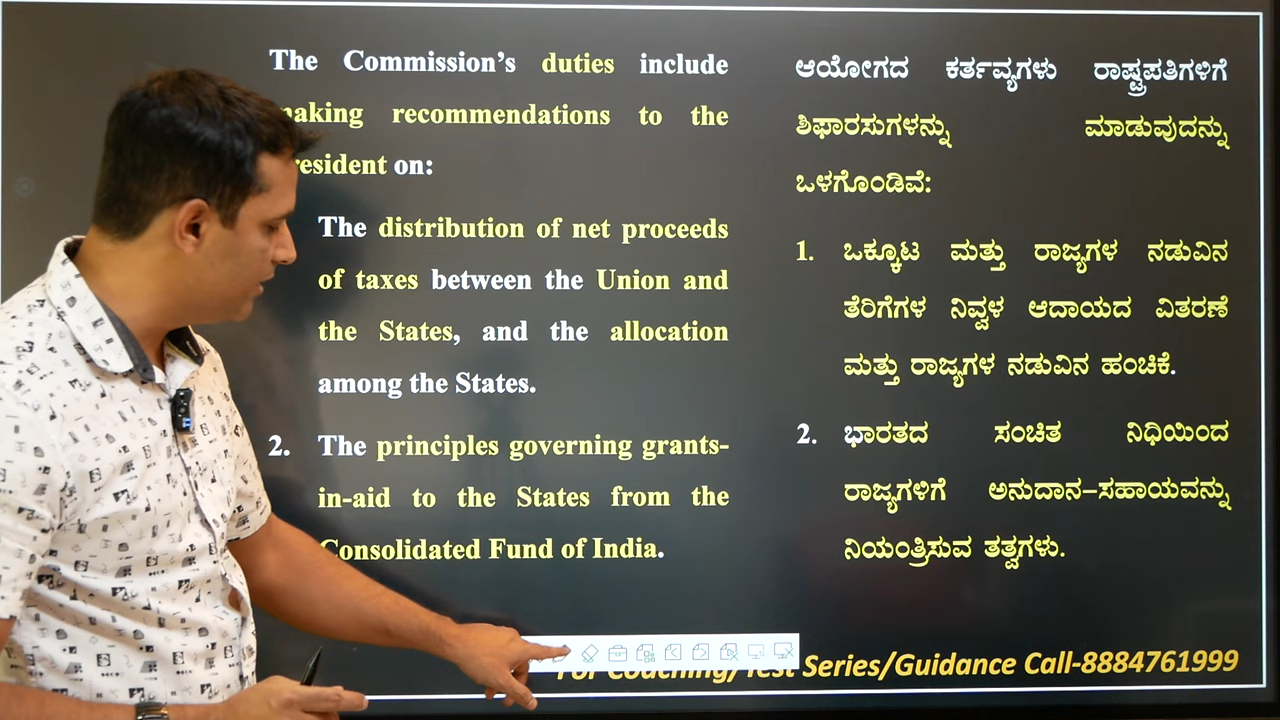 The Commission’s duties include
recommendations to the
on:
The distribution of net proceeds
of taxes between the Union and
the States, and the allocation
among the States.
2. The principles governing grants-
in-aid to the States from the
Consolidated Fund of India.
ಆಯೋಗದ ಕರ್ತವ್ಯಗಳು ರಾಷ್ಟ್ರಪತಿಗಳಿಗೆ
ಶಿಫಾರಸುಗಳನ್ನು ಮಾಡುವುದನ್ನು
ಒಳಗೊಂಡಿವೆ:
1. ಒಕ್ಕೂಟ ಮತ್ತು ರಾಜ್ಯಗಳ ನಡುವಿನ
ತೆರಿಗೆಗಳ ನಿವ್ವಳ ಆದಾಯದ ವಿತರಣೆ
ಮತ್ತು ರಾಜ್ಯಗಳ ನಡುವಿನ ಹಂಚಿಕೆ.
2. ಭಾರತದ ಸಂಚಿತ ನಿಧಿಯಿಂದ
ರಾಜ್ಯಗಳಿಗೆ ಅನುದಾನ-ಸಹಾಯವನ್ನು
ನಿಯಂತ್ರಿಸುವ ತತ್ವಗಳು.
For Coaching/Test Series/Guidance Call-8884761999